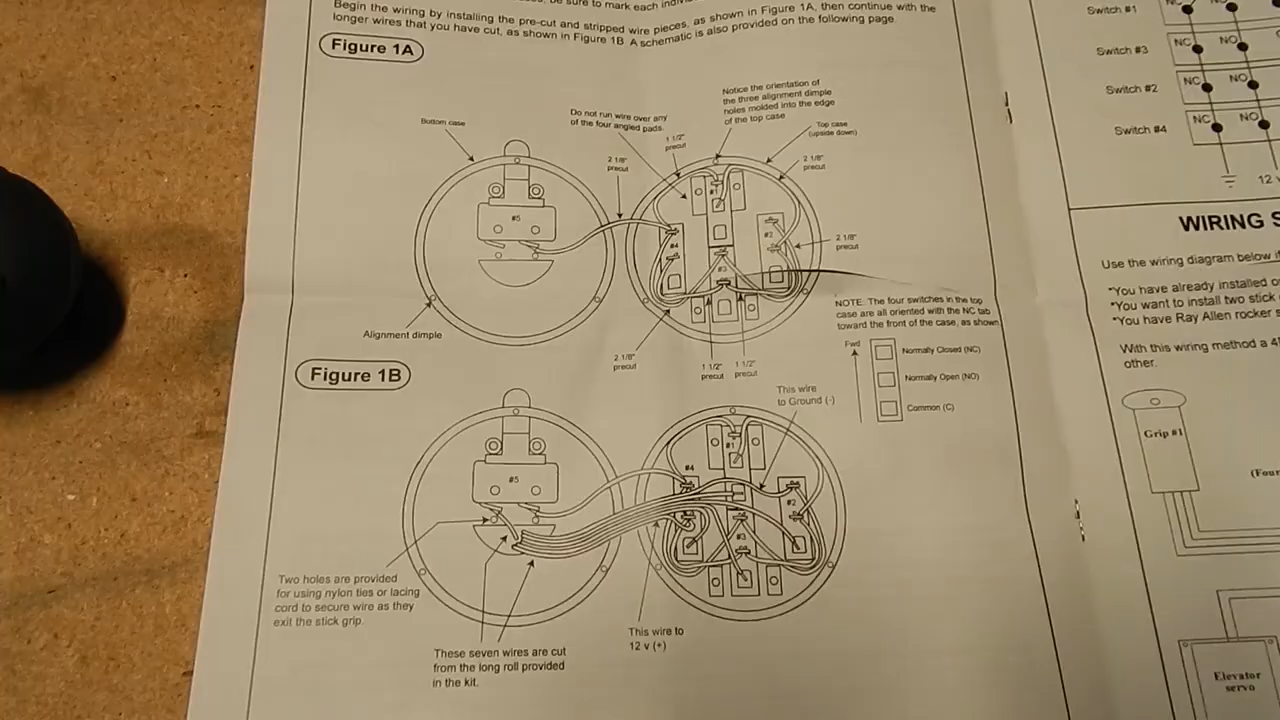 be sure to mark each
Begin the wiring by installing the pre-cut and stripped wire pieces, as shown in Figure 1A, then continue with the
longer wires that you have cut, as shown in Figure 1B. A schematic is also provided on the following page.
Figure 1A
Notice the orientation of
the three alignment dimple
holes molded into the edge
of the top case
Do not run wire over any
of the four angled pads.
Bottom case
Top case
(upside down)
1 1/2"
precut
2 1/8"
precut
2 1/8"
precut
#1
#5
#4
#2
#3
2 1/8"
precut
Alignment dimple
2 1/8"
precut
1 1/2"
precut
1 1/2"
precut
NOTE: The four switches in the top
case are all oriented with the NC tab
toward the front of the case, as shown
Fwd
Normally Closed (NC)
Normally Open (NO)
Common (C)
Figure 1B
This wire
to Ground (-)
#1
#4
#5
#2
#3
Two holes are provided
for using nylon ties or lacing
cord to secure wire as they
exit the stick grip.
This wire to
12 v (+)
These seven wires are cut
from the long roll provided
in the kit.
Switch #1
Switch #3
NC NO
Switch #2
NC NO
Switch #4
NC NO
12
WIRING
Use the wiring diagram below
*You have already installed
*You want to install two stick
*You have Ray Allen rocker
With this wiring method a
other.
Grip #1
(Four
Elevator
servo